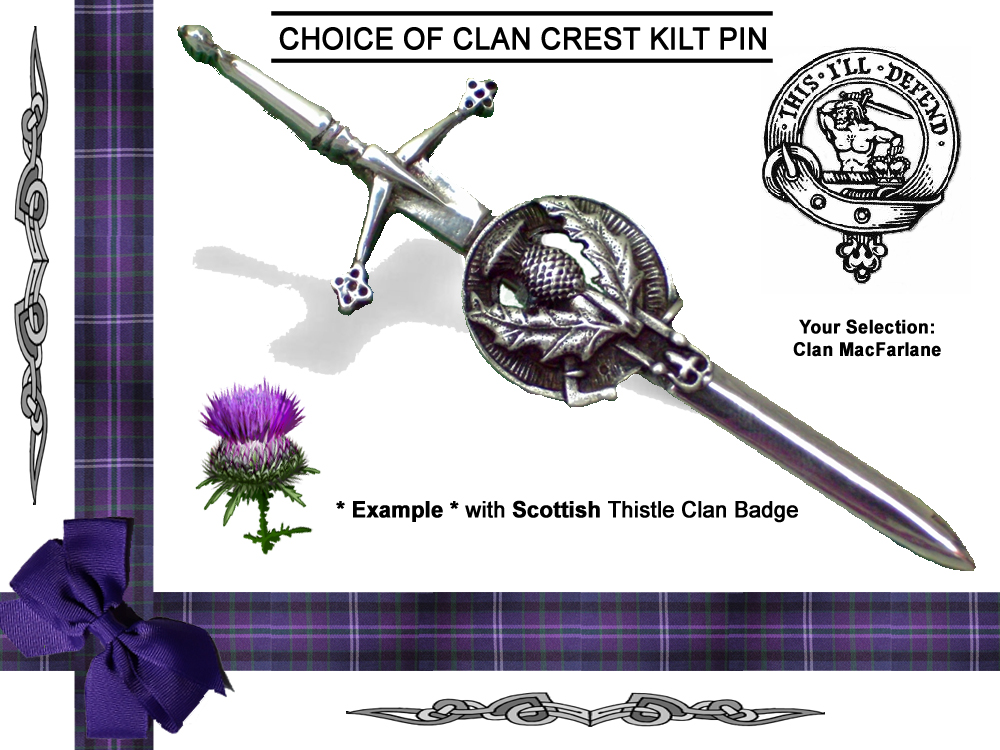 CHOICE OF CLAN CREST KILT PIN
THIS · I'LL · DEFEND ·
Your Selection:
Clan MacFarlane
* Example * with Scottish Thistle Clan Badge